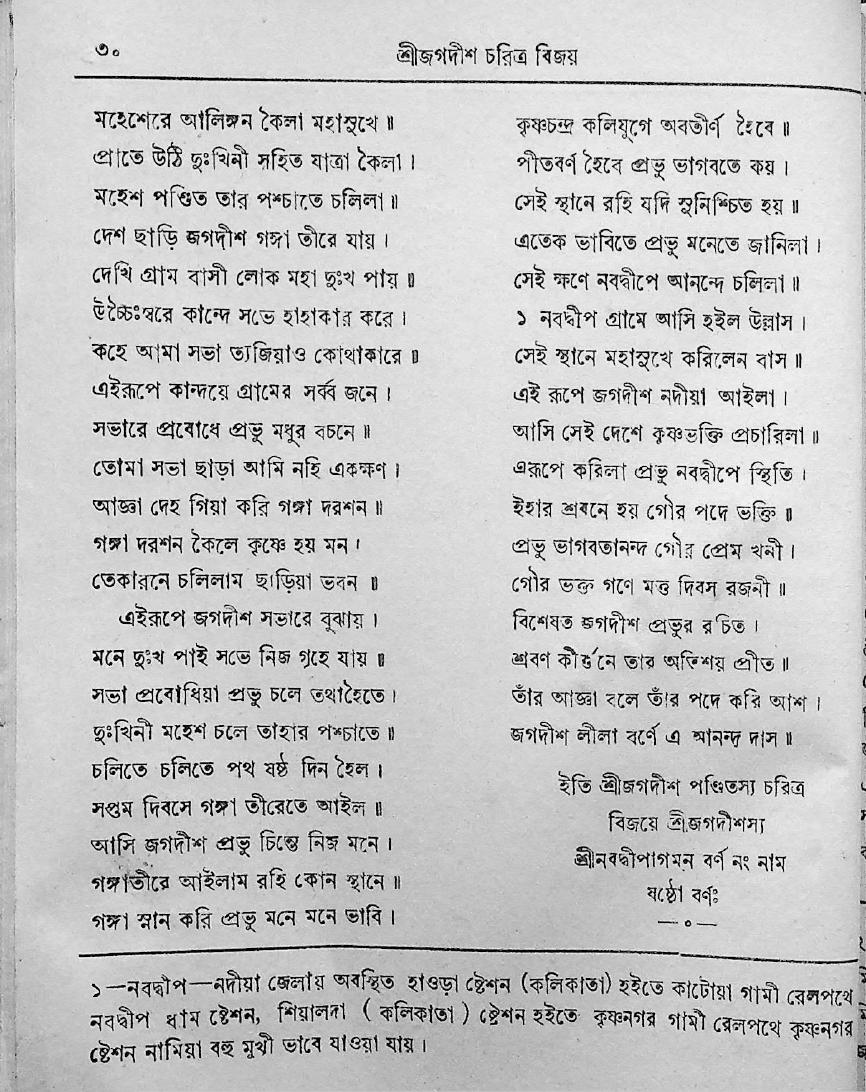 ৩০
শ্রীজগদীশ চরিত্র বিজয়
মহেশেরে আলিঙ্গন কৈলা মহাসুখে ॥
প্রাতে উঠি দুঃখিনী সহিত যাত্রা কৈলা ।
মহেশ পণ্ডিত তার পশ্চাতে চলিলা ॥
দেশ ছাড়ি জগদীশ গঙ্গা তীরে যায় ।
দেখি গ্রাম বাসী লোক মহা দুঃখ পায় ॥
উচ্চৈঃস্বরে কান্দে সভে হাহাকার করে ।
কহে আমা সভা ত্যজিয়াও কোথাকারে ॥
এইরূপে কান্দয়ে গ্রামের সর্ব্ব জনে ।
সভারে প্রবোধে প্রভু মধুর বচনে ॥
তোমা সভা ছাড়া আমি নহি একক্ষণ ।
আজ্ঞা দেহ গিয়া করি গঙ্গা দরশন ॥
গঙ্গা দরশন কৈলে কৃষ্ণে হয় মন ।
তেকারনে চলিলাম ছাড়িয়া ভবন ॥
এইরূপে জগদীশ সভারে বুঝায় ।
মনে দুঃখ পাই সভে নিজ গৃহে যায় ॥
সভা প্রবোধিয়া প্রভু চলে তথাহৈতে ।
দুঃখিনী মহেশ চলে তাহার পশ্চাতে ॥
চলিতে চলিতে পথ ষষ্ঠ দিন হৈল ।
সপ্তম দিবসে গঙ্গা তীরেতে আইল ॥
আসি জগদীশ প্রভু চিন্তে নিজ মনে ।
গঙ্গাতীরে আইলাম রহি কোন স্থানে ॥
গঙ্গা স্নান করি প্রভু মনে মনে ভাবি ।
কৃষ্ণচন্দ্র কলিযুগে অবতীর্ণ হৈবে ॥
পীতবর্ণ হৈবে প্রভু ভাগবতে কয় ।
সেই স্থানে রহি যদি সুনিশ্চিত হয় ॥
এতেক ভাবিতে প্রভু মনেতে জানিলা ।
সেই ক্ষণে নবদ্বীপে আনন্দে চলিলা ॥
১ নবদ্বীপ গ্রামে আসি হইল উল্লাস ।
সেই স্থানে মহাসুখে করিলেন বাস ॥
এই রূপে জগদীশ নদীয়া আইলা ।
আসি সেই দেশে কৃষ্ণভক্তি প্রচারিলা ॥
এরূপে করিলা প্রভু নবদ্বীপে স্থিতি ।
ইহার শ্রবনে হয় গৌর পদে ভক্তি ॥
প্রভু ভাগবতানন্দ গৌর প্রেম খনী ।
গৌর ভক্ত গণে মত্ত দিবস রজনী ॥
বিশেষত জগদীশ প্রভুর রচিত ।
শ্রবণ কীর্ত্তনে তার অতিশয় প্রীত ॥
তাঁর আজ্ঞা বলে তাঁর পদে করি আশ ।
জগদীশ লীলা বর্ণে এ আনন্দ দাস ॥
ইতি শ্রীজগদীশ পণ্ডিতস্য চরিত্র
বিজয়ে শ্রীজগদীশস্য
শ্রীনবদ্বীপাগমন বর্ণ নং নাম
ষষ্ঠো বর্ণঃ
—০—
১—নবদ্বীপ—নদীয়া জেলায় অবস্থিত হাওড়া ষ্টেশন (কলিকাতা) হইতে কাটোয়া গামী রেলপথে
নবদ্বীপ ধাম ষ্টেশন, শিয়ালদা ( কলিকাতা ) ষ্টেশন হইতে কৃষ্ণনগর গামী রেলপথে কৃষ্ণনগর
ষ্টেশন নামিয়া বহু মুখী ভাবে যাওয়া যায় ।